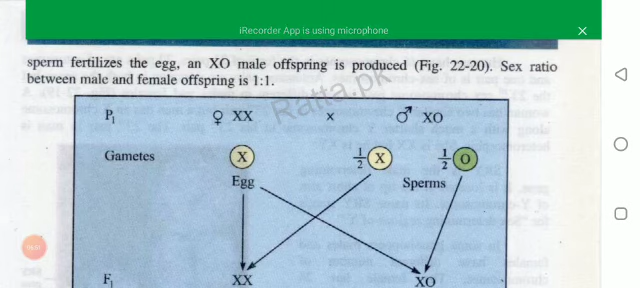 iRecorder App is using microphone
sperm fertilizes the egg, an XO male offspring is produced (Fig. 22-20). Sex ratio
between male and female offspring is 1:1.
Ratta.pk
P₁ ♀ XX × ♂ XO
Gametes X ½ X ½ O
Egg Sperms
F₁ XX XO